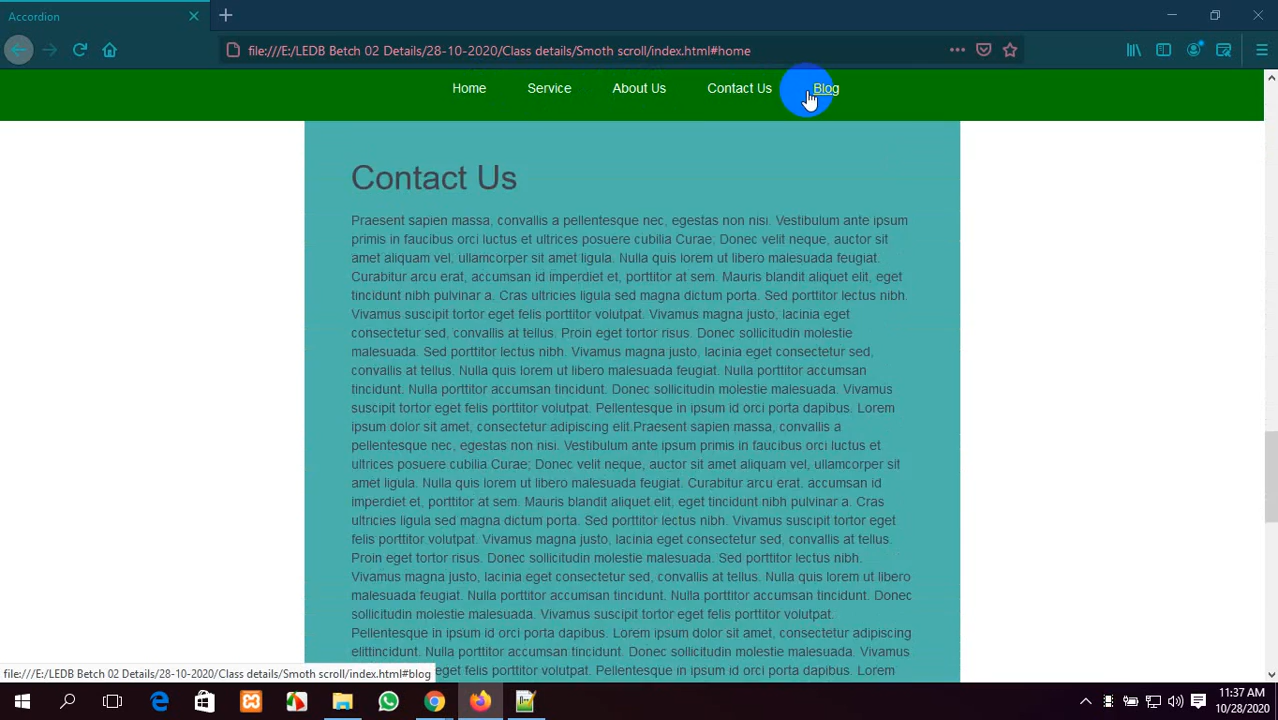 Accordion
file:///E:/LEDB Betch 02 Details/28-10-2020/Class details/Smoth scroll/index.html#home
Home Service About Us Contact Us Blog
Contact Us
Praesent sapien massa, convallis a pellentesque nec, egestas non nisi. Vestibulum ante ipsum
primis in faucibus orci luctus et ultrices posuere cubilia Curae. Donec velit neque, auctor sit
amet aliquam vel, ullamcorper sit amet ligula. Nulla quis lorem ut libero malesuada feugiat.
Curabitur arcu erat, accumsan id imperdiet et, porttitor at sem. Mauris blandit aliquet elit, eget
tincidunt nibh pulvinar a. Cras ultricies ligula sed magna dictum porta. Sed porttitor lectus nibh.
Vivamus suscipit tortor eget felis porttitor volutpat. Vivamus magna justo, lacinia eget
consectetur sed, convallis at tellus. Proin eget tortor risus. Donec sollicitudin molestie
malesuada. Sed porttitor lectus nibh. Vivamus magna justo, lacinia eget consectetur sed,
convallis at tellus. Nulla quis lorem ut libero malesuada feugiat. Nulla porttitor accumsan
tincidunt. Nulla porttitor accumsan tincidunt. Donec sollicitudin molestie malesuada. Vivamus
suscipit tortor eget felis porttitor volutpat. Pellentesque in ipsum id orci porta dapibus. Lorem
ipsum dolor sit amet, consectetur adipiscing elit.Praesent sapien massa, convallis a
pellentesque nec, egestas non nisi. Vestibulum ante ipsum primis in faucibus orci luctus et
ultrices posuere cubilia Curae; Donec velit neque, auctor sit amet aliquam vel, ullamcorper sit
amet ligula. Nulla quis lorem ut libero malesuada feugiat. Curabitur arcu erat, accumsan id
imperdiet et, porttitor at sem. Mauris blandit aliquet elit, eget tincidunt nibh pulvinar a. Cras
ultricies ligula sed magna dictum porta. Sed porttitor lectus nibh. Vivamus suscipit tortor eget
felis porttitor volutpat. Vivamus magna justo, lacinia eget consectetur sed, convallis at tellus.
Proin eget tortor risus. Donec sollicitudin molestie malesuada. Sed porttitor lectus nibh.
Vivamus magna justo, lacinia eget consectetur sed, convallis at tellus. Nulla quis lorem ut libero
malesuada feugiat. Nulla porttitor accumsan tincidunt. Nulla porttitor accumsan tincidunt. Donec
sollicitudin molestie malesuada. Vivamus suscipit tortor eget felis porttitor volutpat.
Pellentesque in ipsum id orci porta dapibus. Lorem ipsum dolor sit amet, consectetur adipiscing
elittincidunt. Nulla porttitor accumsan tincidunt. Donec sollicitudin molestie malesuada. Vivamus
eget felis porttitor volutpat. Pellentesque in ipsum id orci porta dapibus. Lorem
file:///E:/LEDB Betch 02 Details/28-10-2020/Class details/Smoth scroll/index.html#blog
11:37 AM
10/28/2020